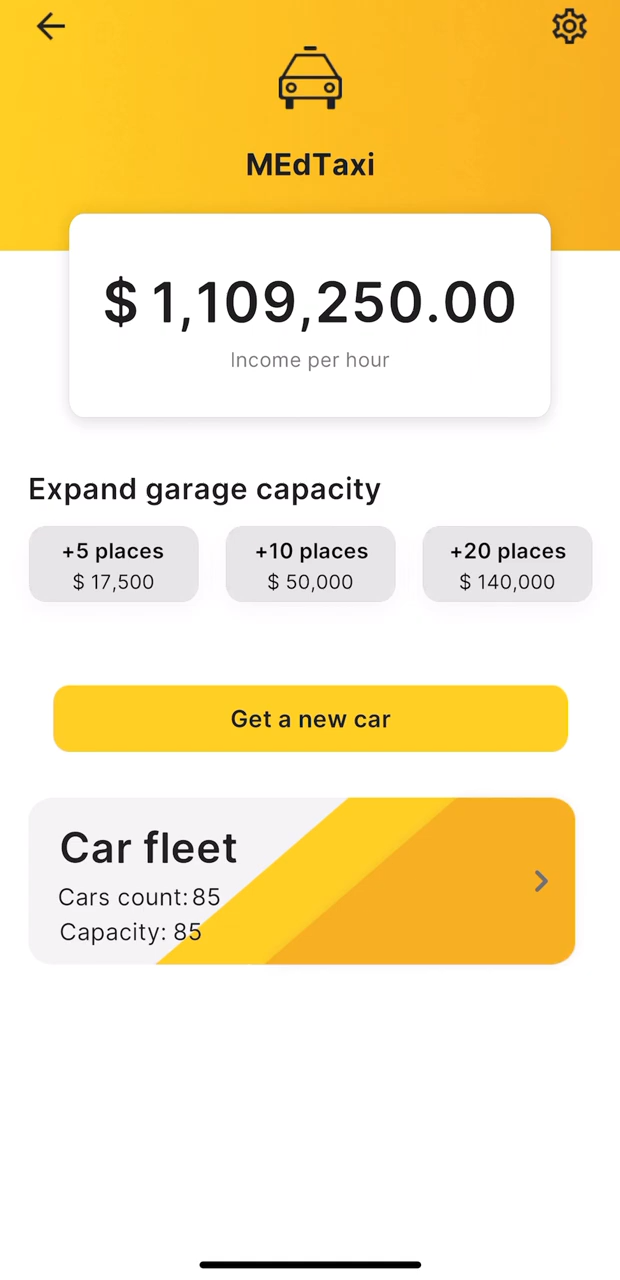 MEdTaxi
$ 1,109,250.00
Income per hour
Expand garage capacity
+5 places
$ 17,500
+10 places
$ 50,000
+20 places
$ 140,000
Get a new car
Car fleet
Cars count: 85
Capacity: 85